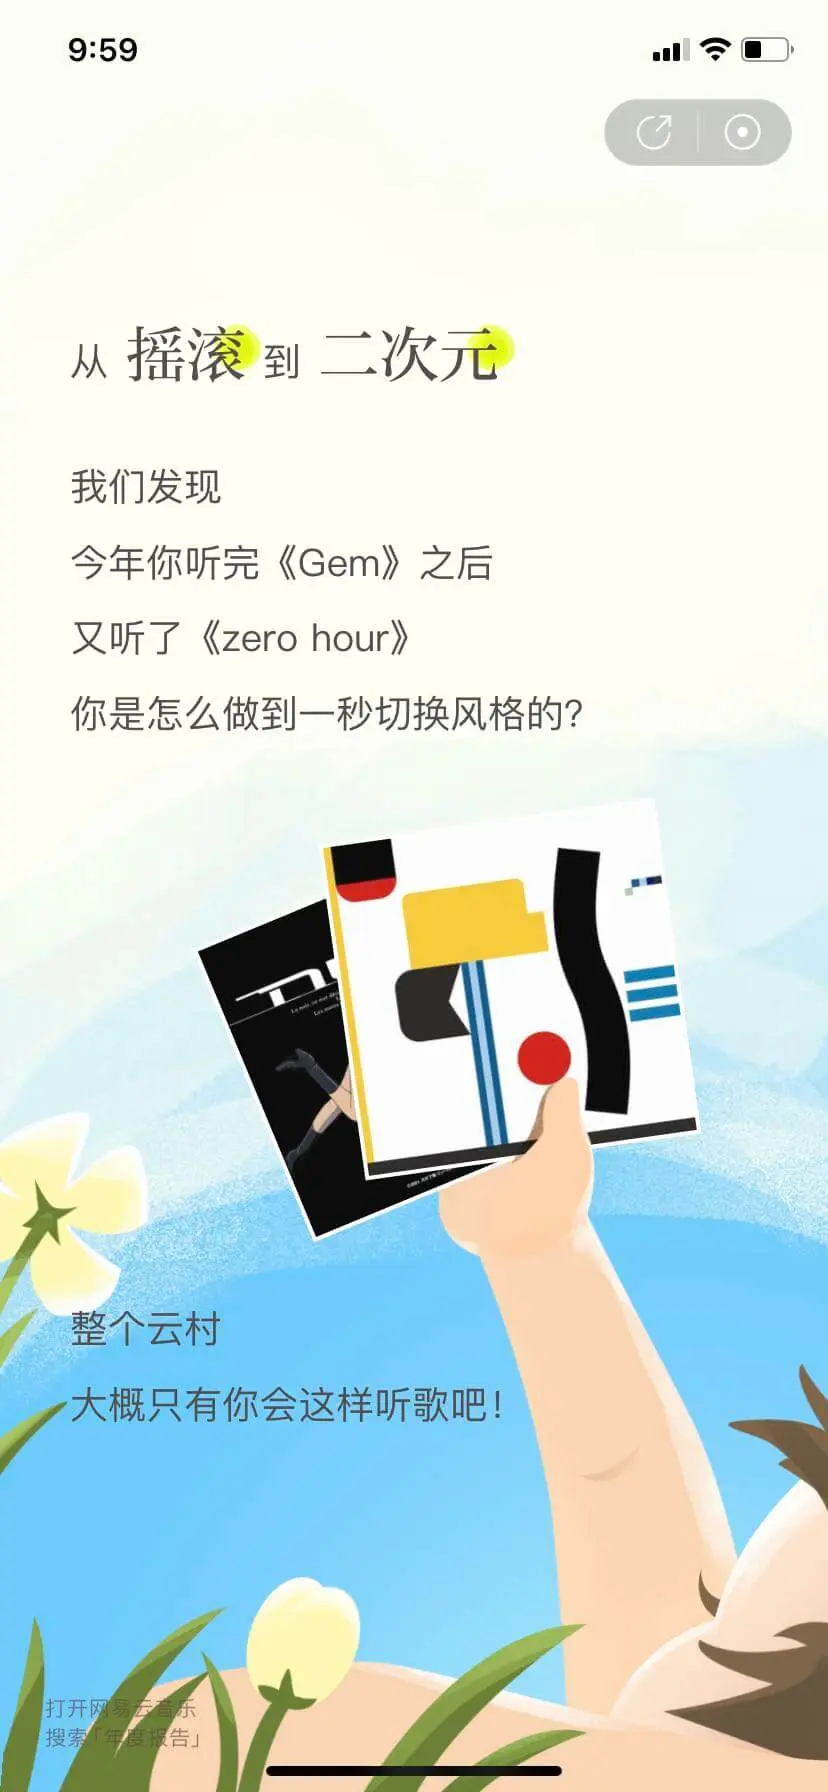 9:59
从 摇滚 到 二次元
我们发现
今年你听完《Gem》之后
又听了《zero hour》
你是怎么做到一秒切换风格的?
整个云村
大概只有你会这样听歌吧!
打开网易云音乐
搜索「年度报告」